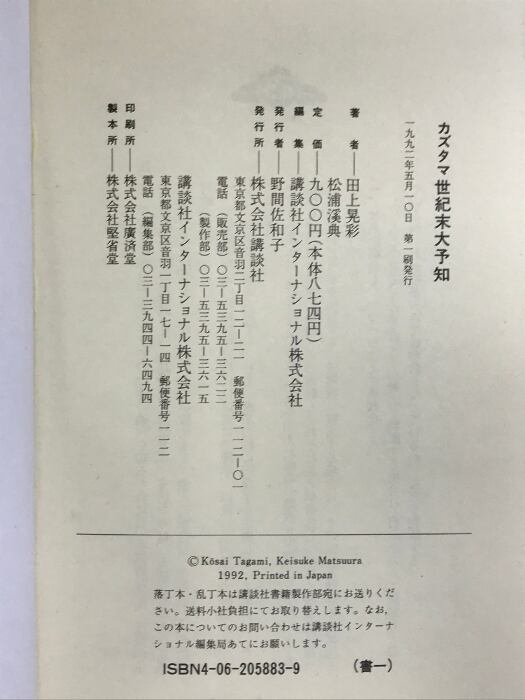 カズタマ 世紀末大予知
一九九二年五月一〇日　第一刷発行
著　者──田上晃彩
松浦溪典
定　価──九〇〇円(本体八七四円)
編　集──講談社インターナショナル株式会社
発行者──野間佐和子
発行所──株式会社講談社
東京都文京区音羽二丁目一二―二一　郵便番号一一二―〇一
電話　(販売部)〇三―五三九五―三六二二
(製作部)〇三―五三九五―三六一五
講談社インターナショナル株式会社
東京都文京区音羽一丁目一七―一四　郵便番号一一二
電話　(編集部)〇三―三九四四―六四九四
印刷所──株式会社廣済堂
製本所──株式会社堅省堂
©Kōsai Tagami, Keisuke Matsuura
1992, Printed in Japan
落丁本・乱丁本は講談社書籍製作部宛にお送りくだ
さい。送料小社負担にてお取り替えします。なお,
この本についてのお問い合わせは講談社インターナ
ショナル編集局あてにお願いします。
ISBN4-06-205883-9　(書一)